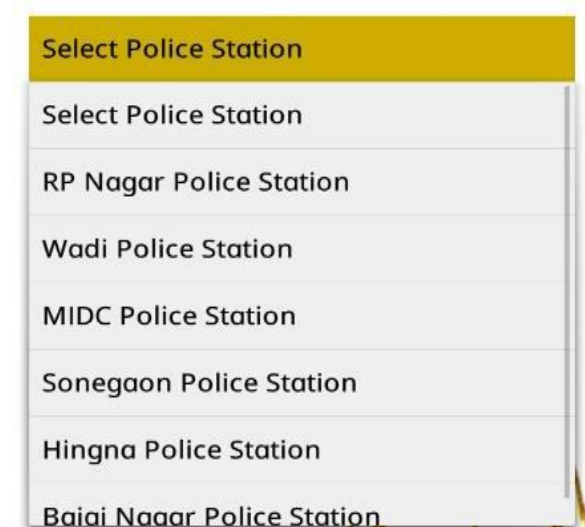 Select Police Station
Select Police Station
RP Nagar Police Station
Wadi Police Station
MIDC Police Station
Sonegaon Police Station
Hingna Police Station
Bajaj Nagar Police Station